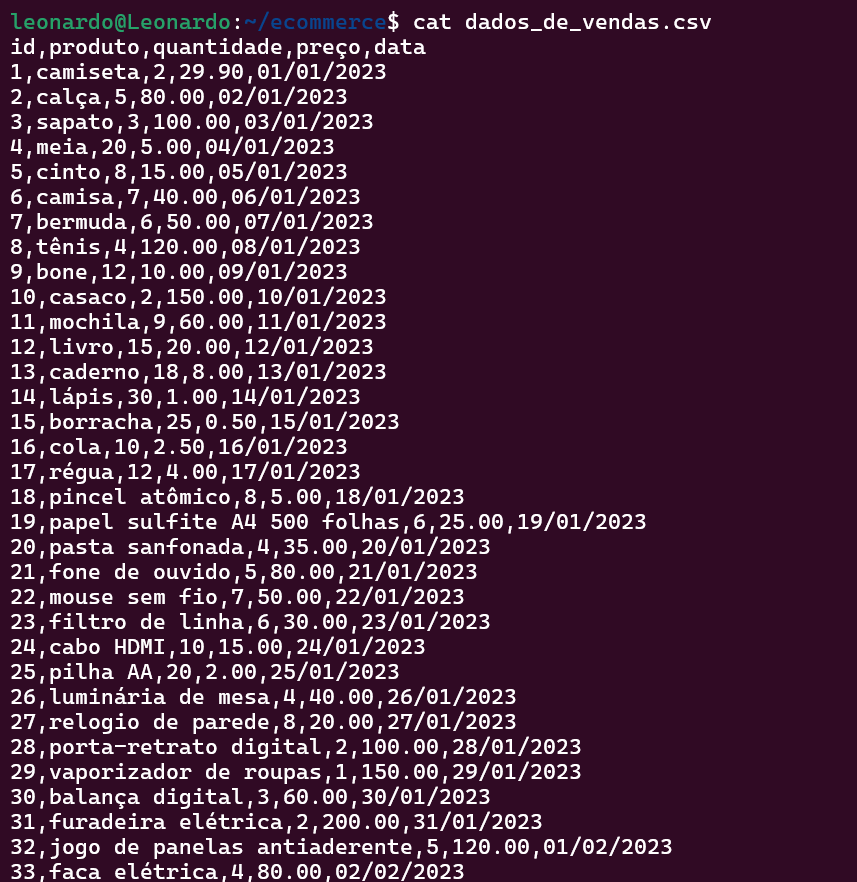 leonardo@Leonardo:~/ecommerce$ cat dados_de_vendas.csv
id,produto,quantidade,preço,data
1,camiseta,2,29.90,01/01/2023
2,calça,5,80.00,02/01/2023
3,sapato,3,100.00,03/01/2023
4,meia,20,5.00,04/01/2023
5,cinto,8,15.00,05/01/2023
6,camisa,7,40.00,06/01/2023
7,bermuda,6,50.00,07/01/2023
8,tênis,4,120.00,08/01/2023
9,bone,12,10.00,09/01/2023
10,casaco,2,150.00,10/01/2023
11,mochila,9,60.00,11/01/2023
12,livro,15,20.00,12/01/2023
13,caderno,18,8.00,13/01/2023
14,lápis,30,1.00,14/01/2023
15,borracha,25,0.50,15/01/2023
16,cola,10,2.50,16/01/2023
17,régua,12,4.00,17/01/2023
18,pincel atômico,8,5.00,18/01/2023
19,papel sulfite A4 500 folhas,6,25.00,19/01/2023
20,pasta sanfonada,4,35.00,20/01/2023
21,fone de ouvido,5,80.00,21/01/2023
22,mouse sem fio,7,50.00,22/01/2023
23,filtro de linha,6,30.00,23/01/2023
24,cabo HDMI,10,15.00,24/01/2023
25,pilha AA,20,2.00,25/01/2023
26,luminária de mesa,4,40.00,26/01/2023
27,relogio de parede,8,20.00,27/01/2023
28,porta-retrato digital,2,100.00,28/01/2023
29,vaporizador de roupas,1,150.00,29/01/2023
30,balança digital,3,60.00,30/01/2023
31,furadeira elétrica,2,200.00,31/01/2023
32,jogo de panelas antiaderente,5,120.00,01/02/2023
33,faca elétrica,4,80.00,02/02/2023